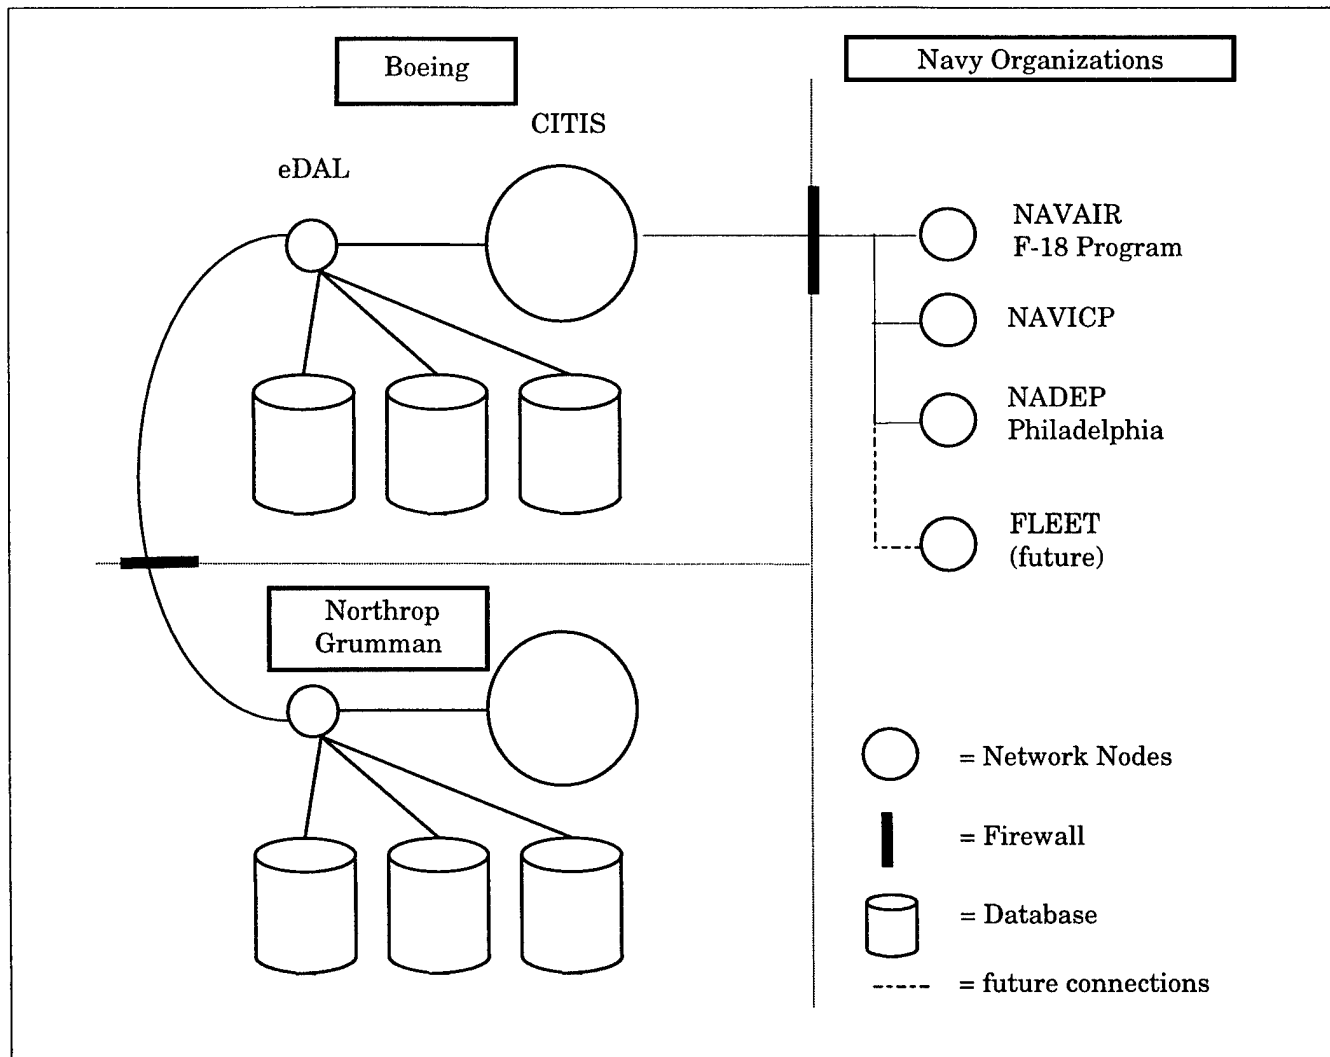 Boeing
Navy Organizations
CITIS
eDAL
NAVAIR
F-18 Program
NAVICP
NADEP
Philadelphia
FLEET
(future)
Northrop
Grumman
= Network Nodes
= Firewall
= Database
= future connections